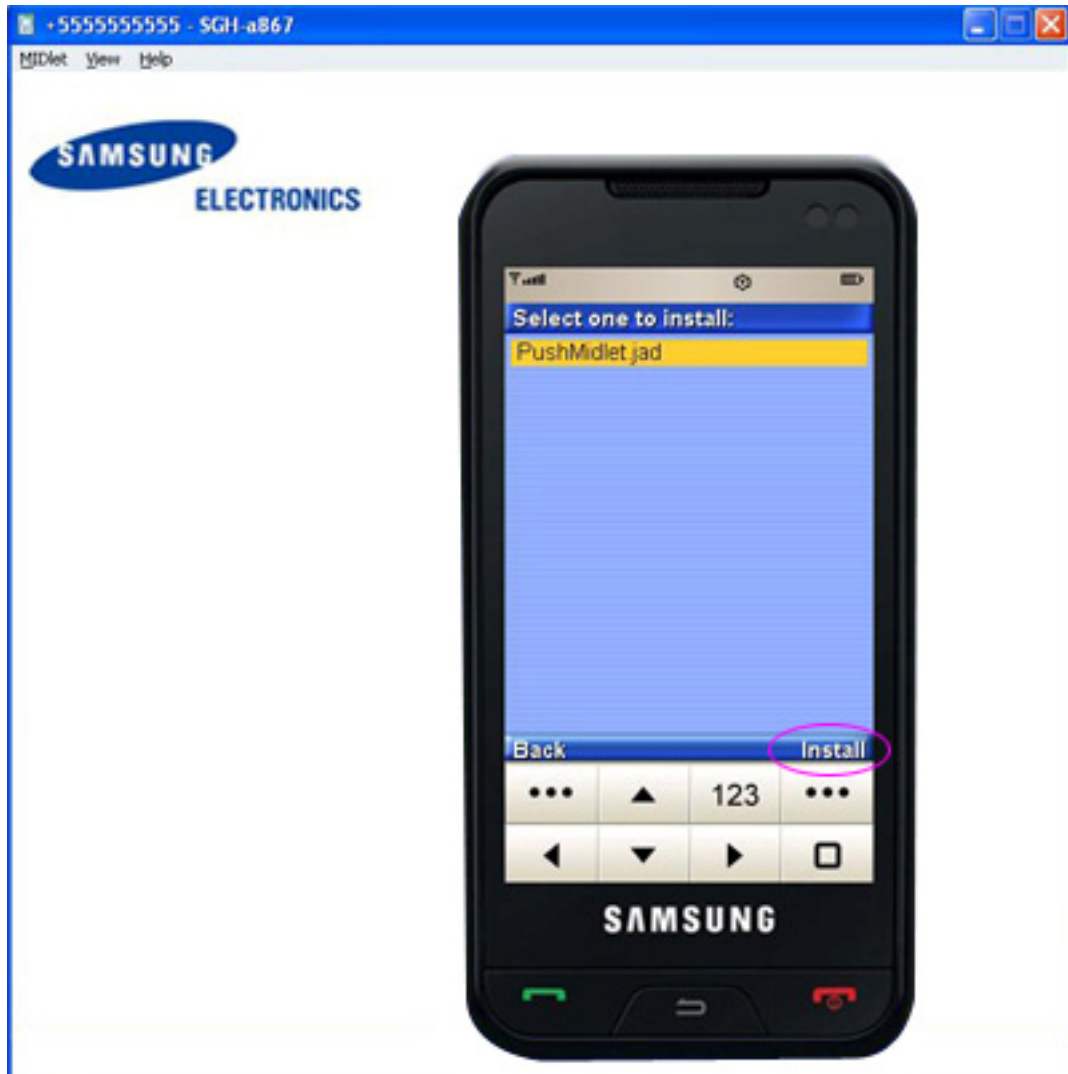 +5555555555 - SGH-a867
MIDlet View Help
SAMSUNG
ELECTRONICS
Select one to install:
PushMidlet.jad
Back Install
123
SAMSUNG